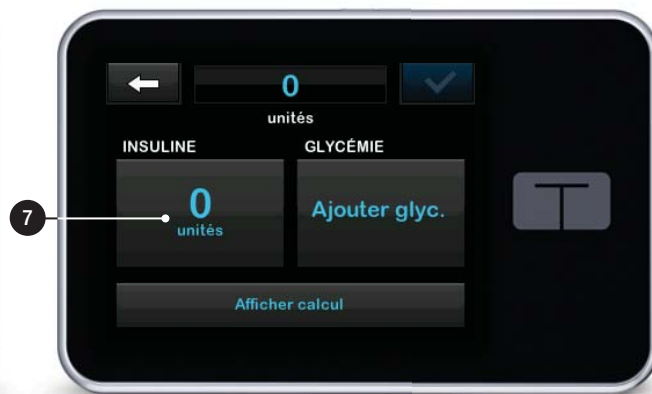 0
unités
INSULINE GLYCÉMIE
0
unités
Ajouter glyc.
7
Afficher calcul